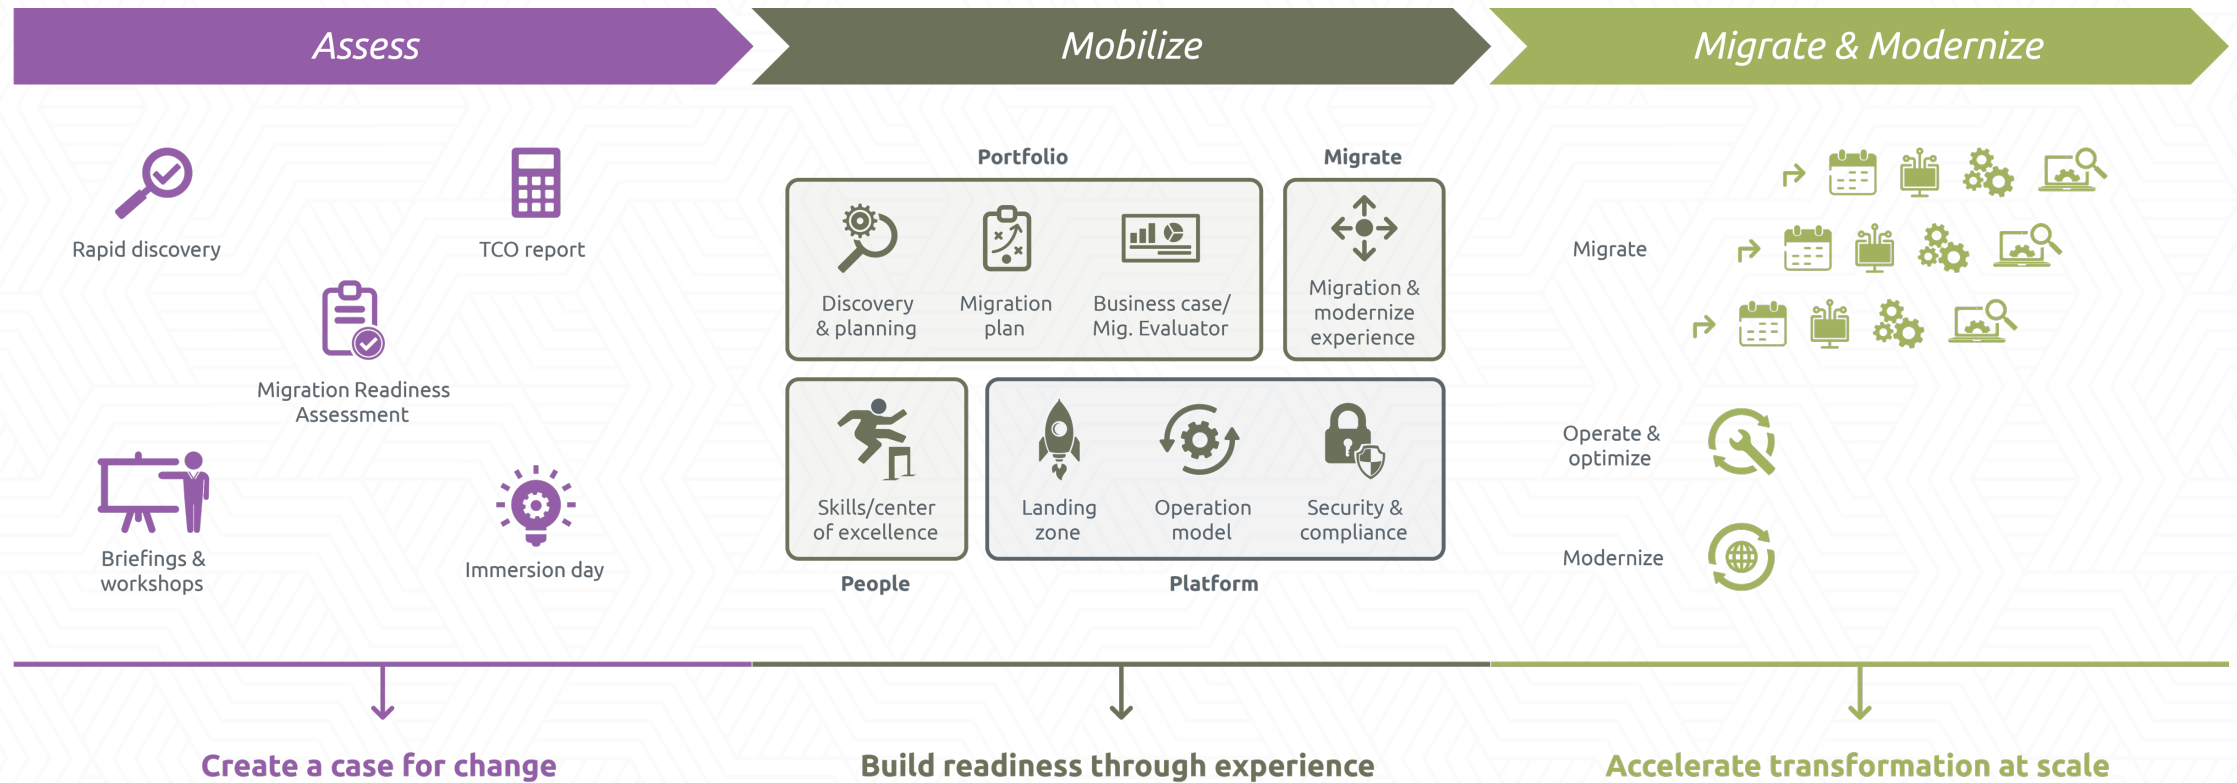 Assess
Mobilize
Migrate & Modernize
Rapid discovery
TCO report
Migration Readiness
Assessment
Briefings &
workshops
Immersion day
Portfolio
Discovery
& planning
Migration
plan
Business case/
Mig. Evaluator
Migrate
Migration &
modernize
experience
Skills/center
of excellence
People
Landing
zone
Operation
model
Security &
compliance
Platform
Migrate
Operate &
optimize
Modernize
Create a case for change
Build readiness through experience
Accelerate transformation at scale